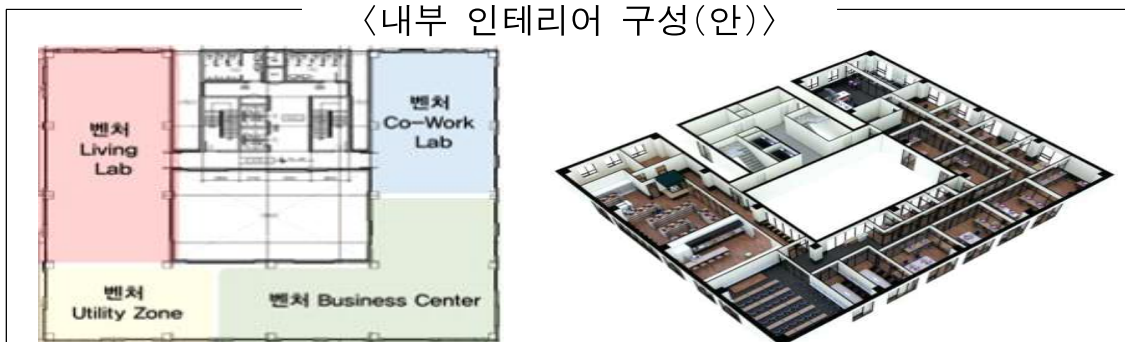 〈내부 인테리어 구성(안)〉
벤처
Living
Lab
벤처
Co-Work
Lab
벤처
Utility Zone
벤처 Business Center